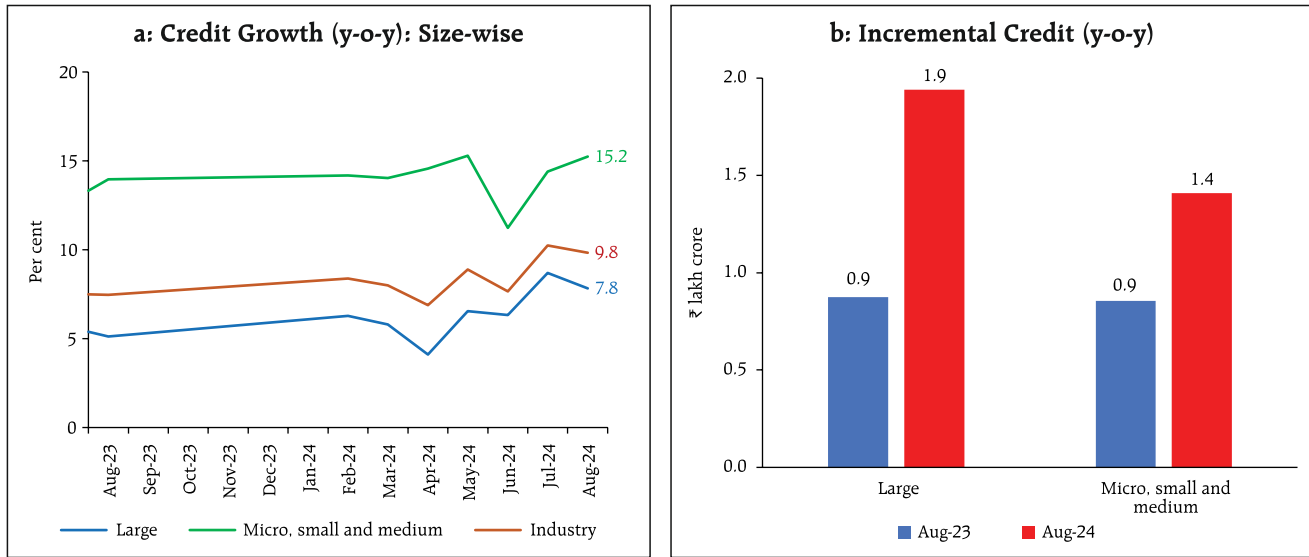 a: Credit Growth (y-o-y): Size-wise
Per cent
20
15
10
5
0
15.2
9.8
7.8
Aug-23
Sep-23
Oct-23
Nov-23
Dec-23
Jan-24
Feb-24
Mar-24
Apr-24
May-24
Jun-24
Jul-24
Aug-24
Large
Micro, small and medium
Industry
b: Incremental Credit (y-o-y)
₹ lakh crore
2.0
1.5
1.0
0.5
0.0
0.9
1.9
0.9
1.4
Large
Micro, small and
medium
Aug-23
Aug-24